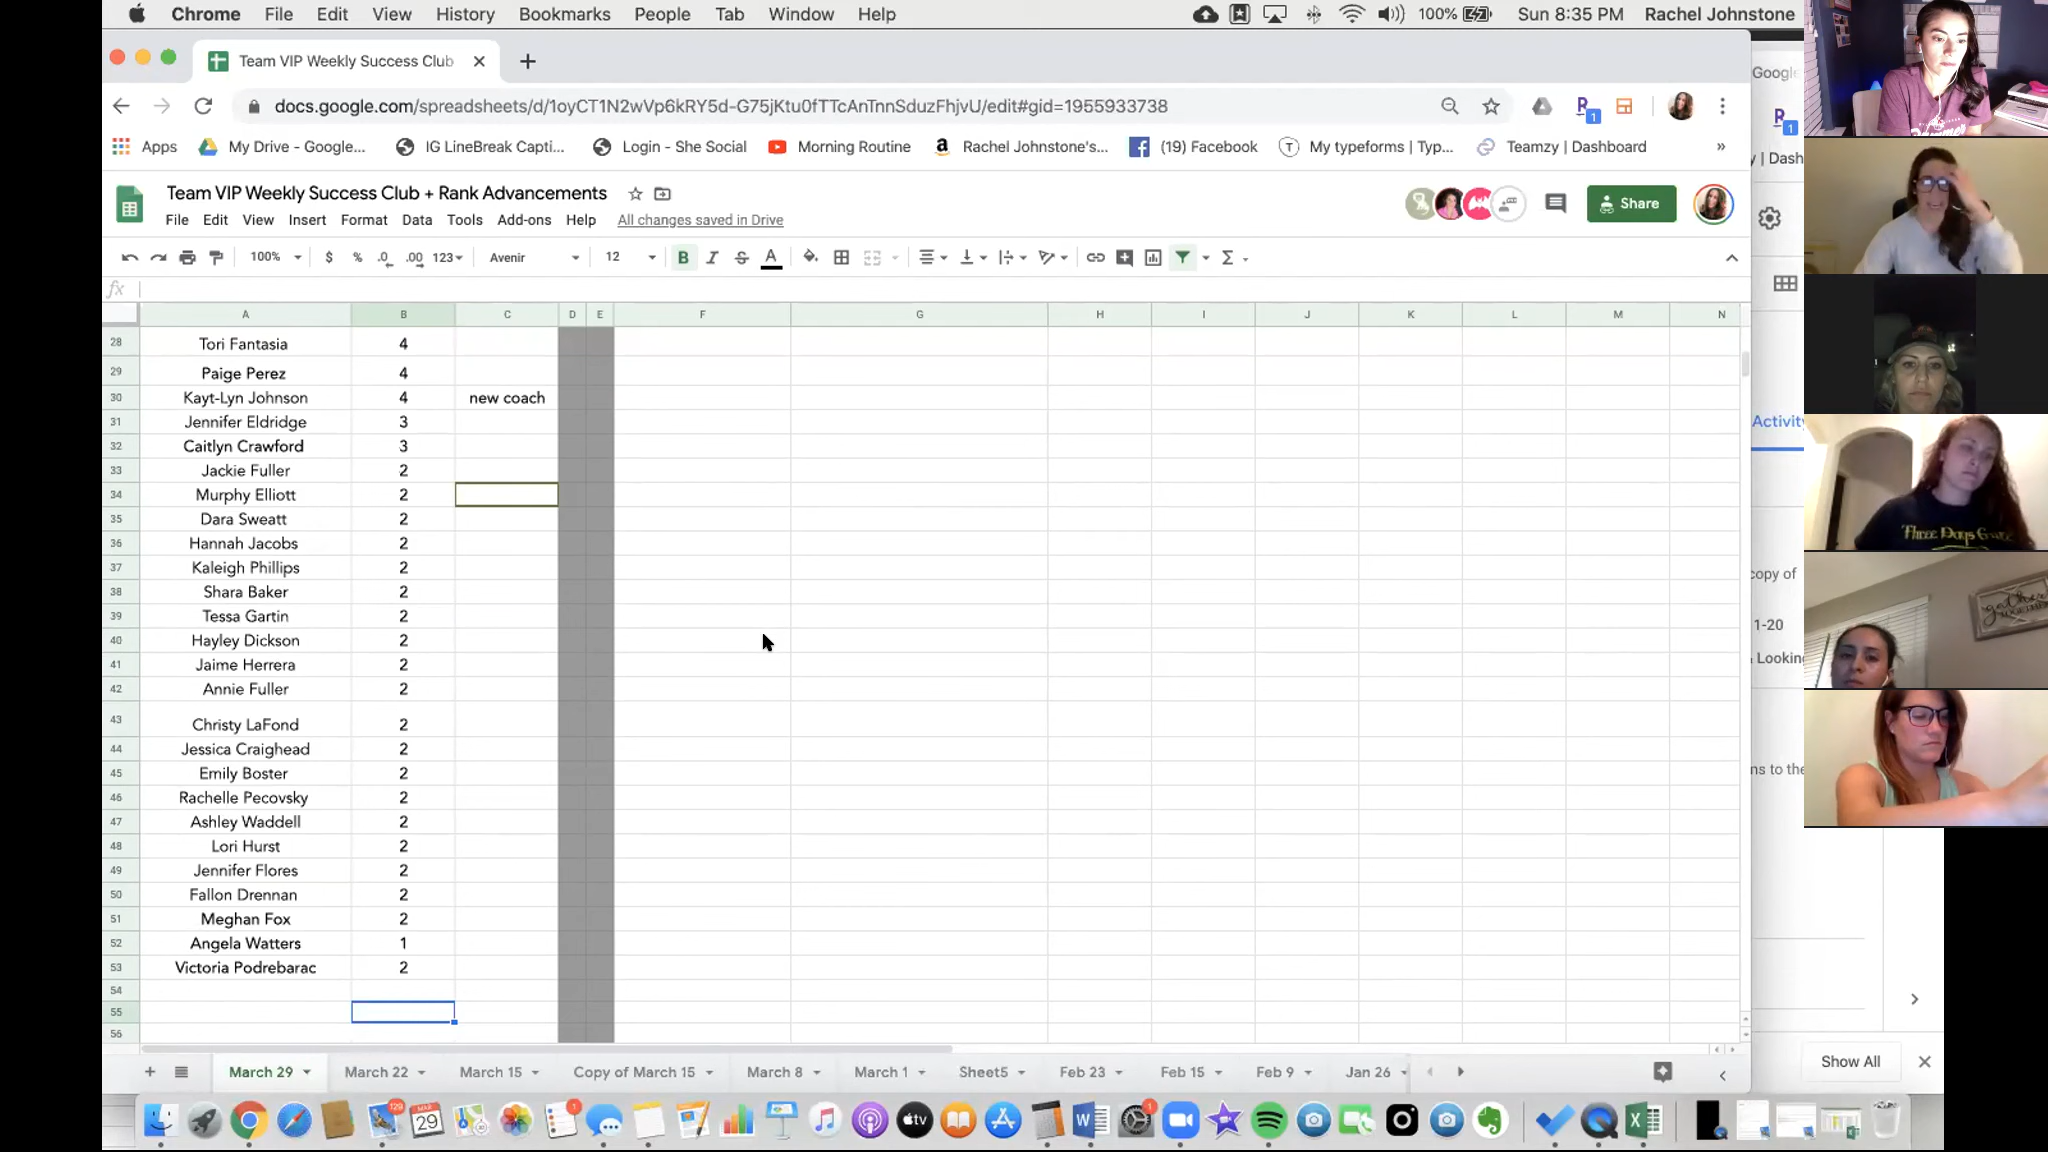 Chrome File Edit View History Bookmarks People Tab Window Help 100% Sun 8:35 PM Rachel Johnstone
Team VIP Weekly Success Club
Google
docs.google.com/spreadsheets/d/1oyCT1N2wVp6kRY5d-G75jKtu0fTTcAnTnnSduzFhjvU/edit#gid=1955933738
Apps My Drive - Google... IG LineBreak Capti... Login - She Social Morning Routine Rachel Johnstone's... (19) Facebook My typeforms | Typ... Teamzy | Dashboard »
y | Dash
Team VIP Weekly Success Club + Rank Advancements
Share
File Edit View Insert Format Data Tools Add-ons Help All changes saved in Drive
100% $ % .0 .00 123 Avenir 12 B I S A
fx
A B C D E F G H I J K L M N
28 Tori Fantasia 4
29 Paige Perez 4
30 Kayt-Lyn Johnson 4 new coach
31 Jennifer Eldridge 3
32 Caitlyn Crawford 3
33 Jackie Fuller 2
34 Murphy Elliott 2
35 Dara Sweatt 2
36 Hannah Jacobs 2
37 Kaleigh Phillips 2
38 Shara Baker 2
39 Tessa Gartin 2
40 Hayley Dickson 2
41 Jaime Herrera 2
42 Annie Fuller 2
43 Christy LaFond 2
44 Jessica Craighead 2
45 Emily Boster 2
46 Rachelle Pecovsky 2
47 Ashley Waddell 2
48 Lori Hurst 2
49 Jennifer Flores 2
50 Fallon Drennan 2
51 Meghan Fox 2
52 Angela Watters 1
53 Victoria Podrebarac 2
54
55
56
Activity
copy of
1-20
Looking
ns to the
Three Days Grace
gather
TOGETHER
March 29 March 22 March 15 Copy of March 15 March 8 March 1 Sheet5 Feb 23 Feb 15 Feb 9 Jan 26
Show All
29
tv